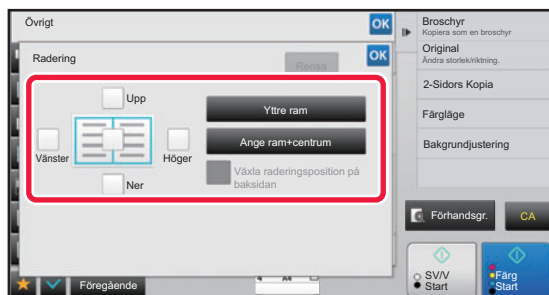 Övrigt
OK
Radering
Rensa
OK
Upp
Vänster
Höger
Ner
Yttre ram
Ange ram+centrum
Växla raderingsposition på
baksidan
Föregående
A4
Broschyr
Kopiera som en broschyr
Original
Ändra storlek/riktning.
2-Sidors Kopia
Färgläge
Bakgrundjustering
Förhandsgr.
CA
SV/V
Start
Färg
Start